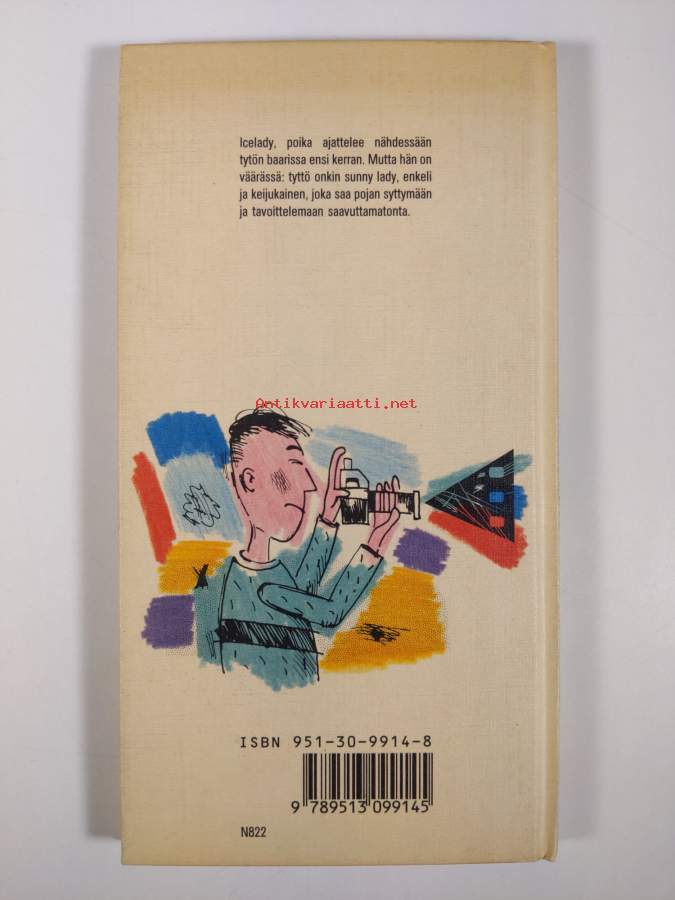 Icelady, poika ajattelee nähdessään
tytön baarissa ensi kerran. Mutta hän on
väärässä: tyttö onkin sunny lady, enkeli
ja keijukainen, joka saa pojan syttymään
ja tavoittelemaan saavuttamatonta.
Antikvariaatti.net
ISBN 951-30-9914-8
9 789513 099145
N822